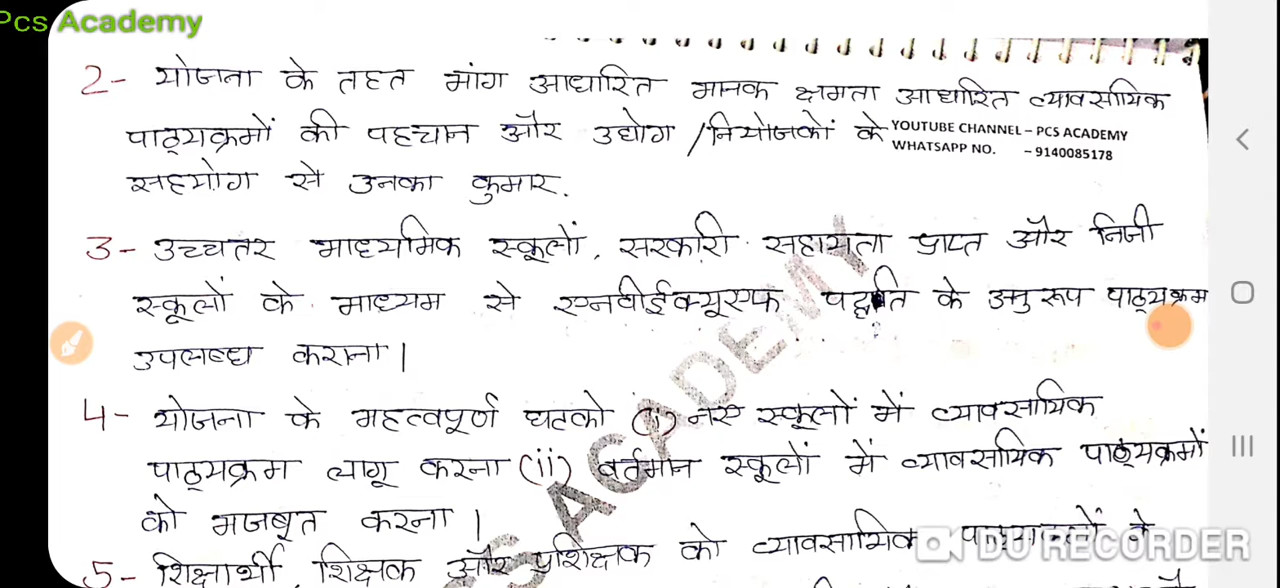 Pcs Academy
2- योजना के तहत मांग आधारित मानक क्षमता आधारित व्यावसायिक
पाठ्यक्रमों की पहचान और उद्योग /नियोजकों के
YOUTUBE CHANNEL – PCS ACADEMY
WHATSAPP NO. - 9140085178
सहयोग से उनका कुमार.
3- उच्चतर माध्यमिक स्कूलों, सरकारी सहायता प्राप्त और निजी
स्कूलों के माध्यम से एनवीईक्यूएफ पद्धति के अनुरूप पाठ्यक्रम
उपलब्ध कराना।
4- योजना के महत्वपूर्ण घटको (i) नए स्कूलों में व्यावसायिक
पाठ्यक्रम लागू करना (ii) वर्तमान स्कूलों में व्यावसायिक पाठ्यक्रमों
को मजबूत करना।
5- शिक्षार्थी, शिक्षक और प्रशिक्षक को व्यावसायिक
S ACADEMY
DU RECORDER